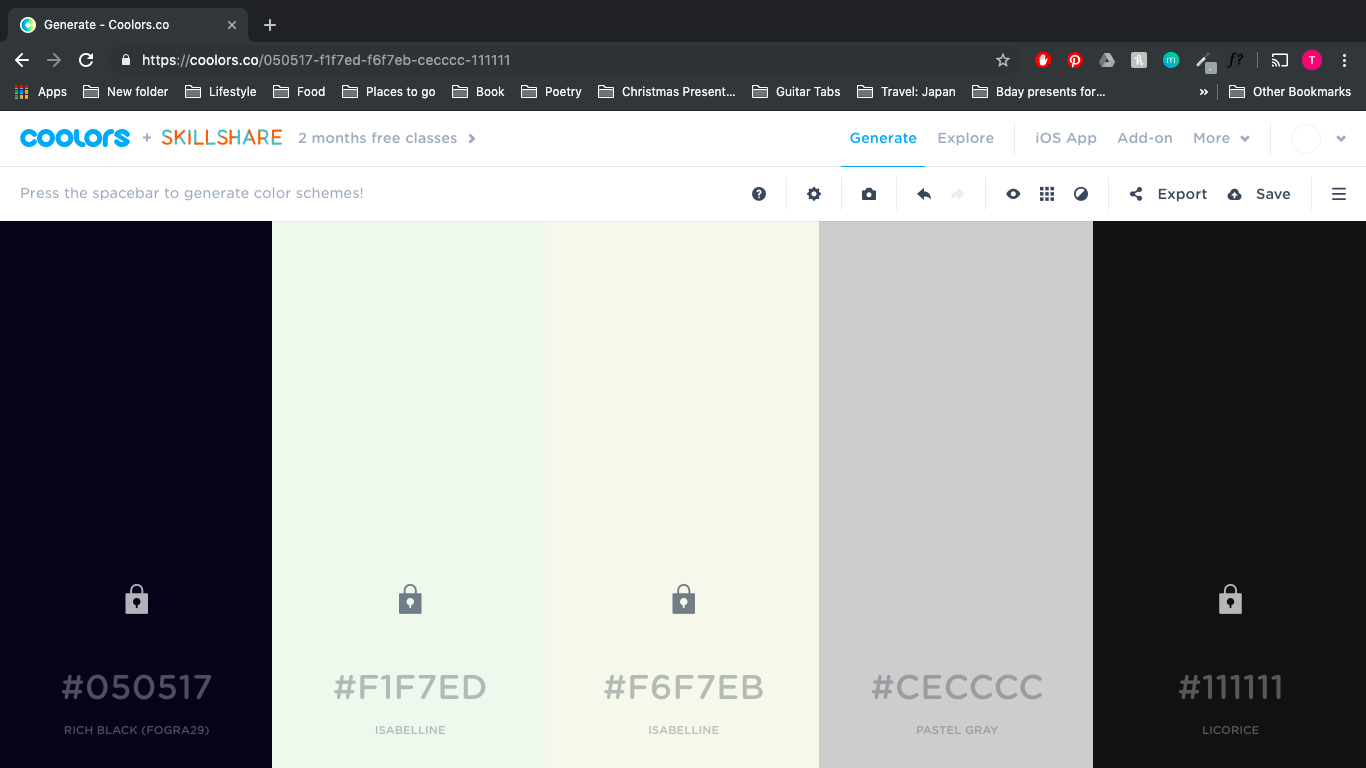 Generate - Coolors.co
https://coolors.co/050517-f1f7ed-f6f7eb-cecccc-111111
m
f?
T
Apps New folder Lifestyle Food Places to go Book Poetry Christmas Present... Guitar Tabs Travel: Japan Bday presents for... » Other Bookmarks
coolors + SKILLSHARE 2 months free classes Generate Explore iOS App Add-on More
Press the spacebar to generate color schemes! ? Export Save
#050517 #F1F7ED #F6F7EB #CECCCC #111111
RICH BLACK (FOGRA29) ISABELLINE ISABELLINE PASTEL GRAY LICORICE